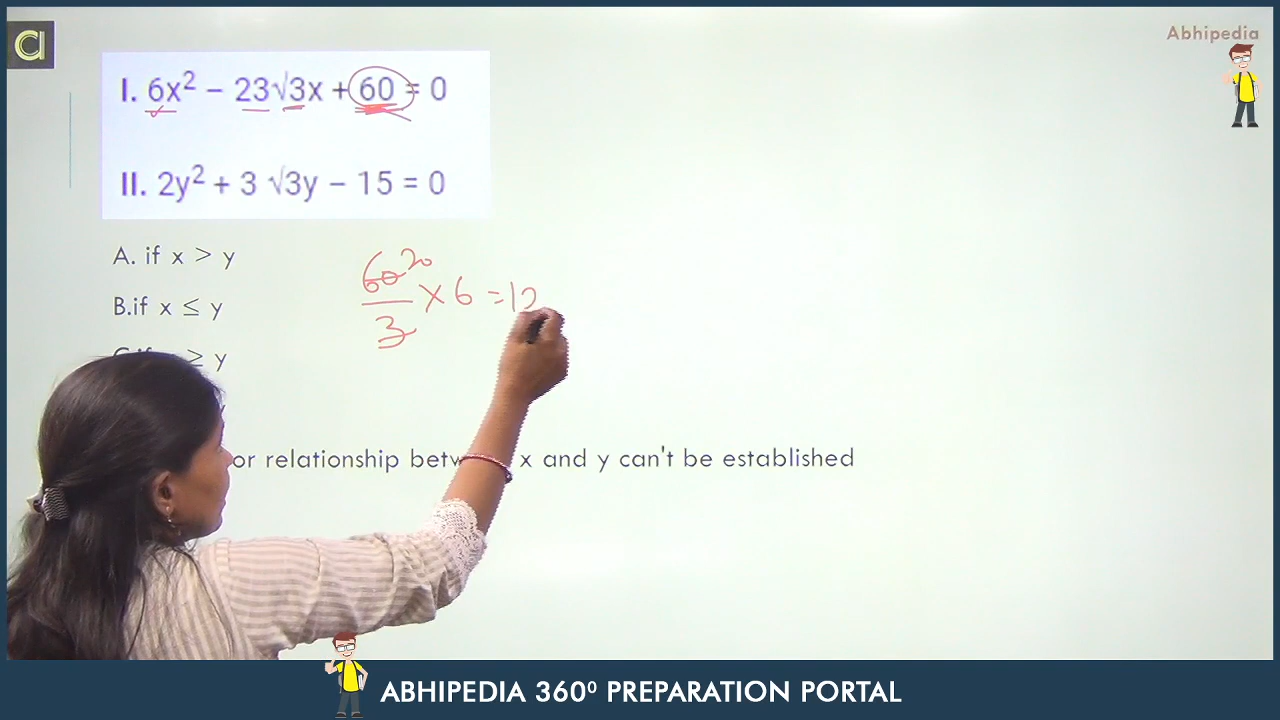 Abhipedia
I. 6x² – 23√3x + 60 = 0
II. 2y² + 3 √3y – 15 = 0
A. if x > y
B.if x ≤ y
≥ y
60 20
— × 6 = 12
3
or relationship x and y can't be established
ABHIPEDIA 360⁰ PREPARATION PORTAL